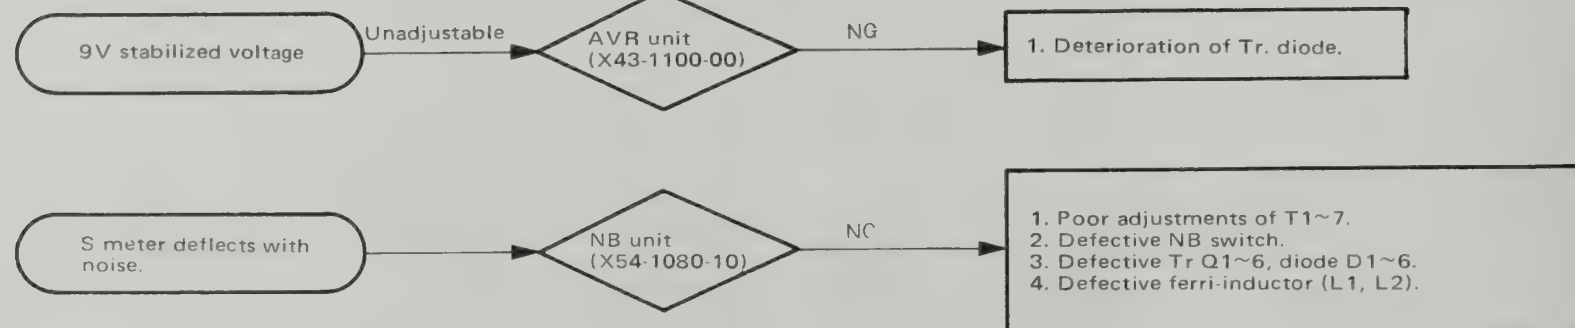 9V stabilized voltage
Unadjustable
AVR unit
(X43-1100-00)
NG
1. Deterioration of Tr. diode.
S meter deflects with
noise.
NB unit
(X54-1080-10)
1. Poor adjustments of T1~7.
2. Defective NB switch.
3. Defective Tr Q1~6, diode D1~6.
4. Defective ferri-inductor (L1, L2).